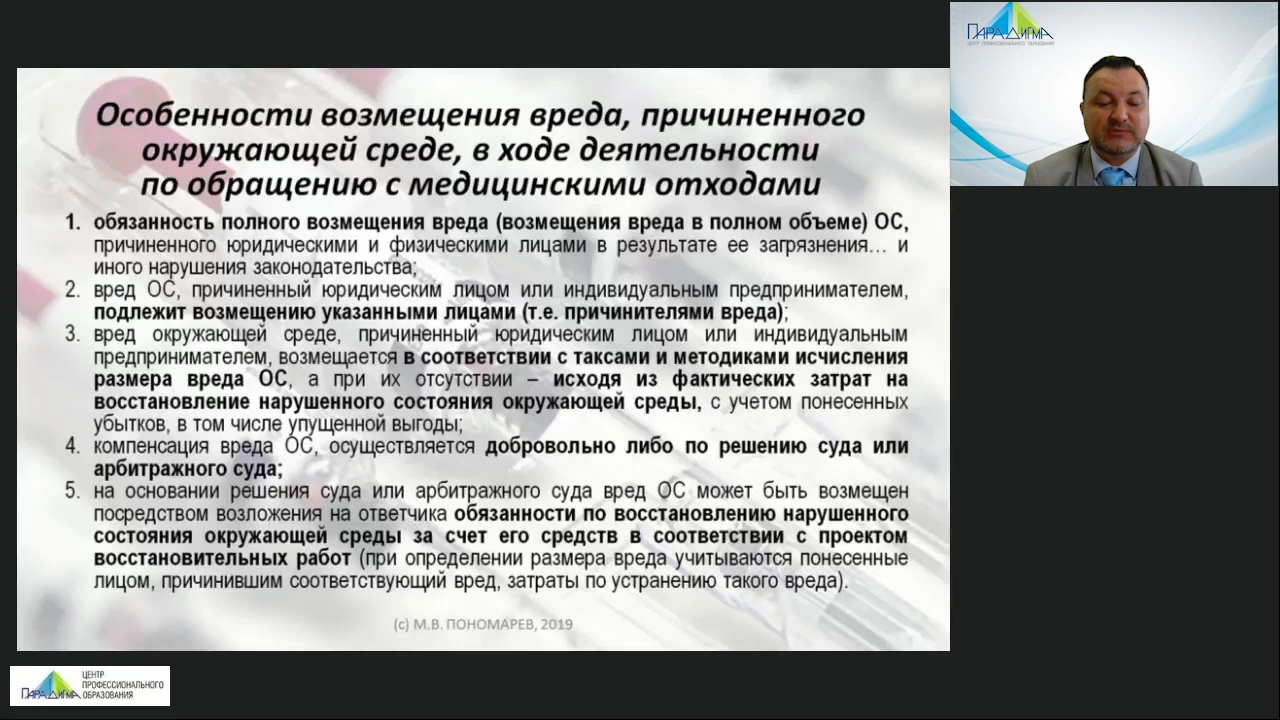 Особенности возмещения вреда, причиненного
окружающей среде, в ходе деятельности
по обращению с медицинскими отходами
1. обязанность полного возмещения вреда (возмещения вреда в полном объеме) ОС,
причиненного юридическими и физическими лицами в результате ее загрязнения… и
иного нарушения законодательства;
2. вред ОС, причиненный юридическим лицом или индивидуальным предпринимателем,
подлежит возмещению указанными лицами (т.е. причинителями вреда);
3. вред окружающей среде, причиненный юридическим лицом или индивидуальным
предпринимателем, возмещается в соответствии с таксами и методиками исчисления
размера вреда ОС, а при их отсутствии – исходя из фактических затрат на
восстановление нарушенного состояния окружающей среды, с учетом понесенных
убытков, в том числе упущенной выгоды;
4. компенсация вреда ОС, осуществляется добровольно либо по решению суда или
арбитражного суда;
5. на основании решения суда или арбитражного суда вред ОС может быть возмещен
посредством возложения на ответчика обязанности по восстановлению нарушенного
состояния окружающей среды за счет его средств в соответствии с проектом
восстановительных работ (при определении размера вреда учитываются понесенные
лицом, причинившим соответствующий вред, затраты по устранению такого вреда).
(с) М.В. ПОНОМАРЕВ, 2019
ПАРАДИГМА
ЦЕНТР ПРОФЕССИОНАЛЬНОГО ОБРАЗОВАНИЯ
ПАРАДИГМА
ЦЕНТР
ПРОФЕССИОНАЛЬНОГО
ОБРАЗОВАНИЯ